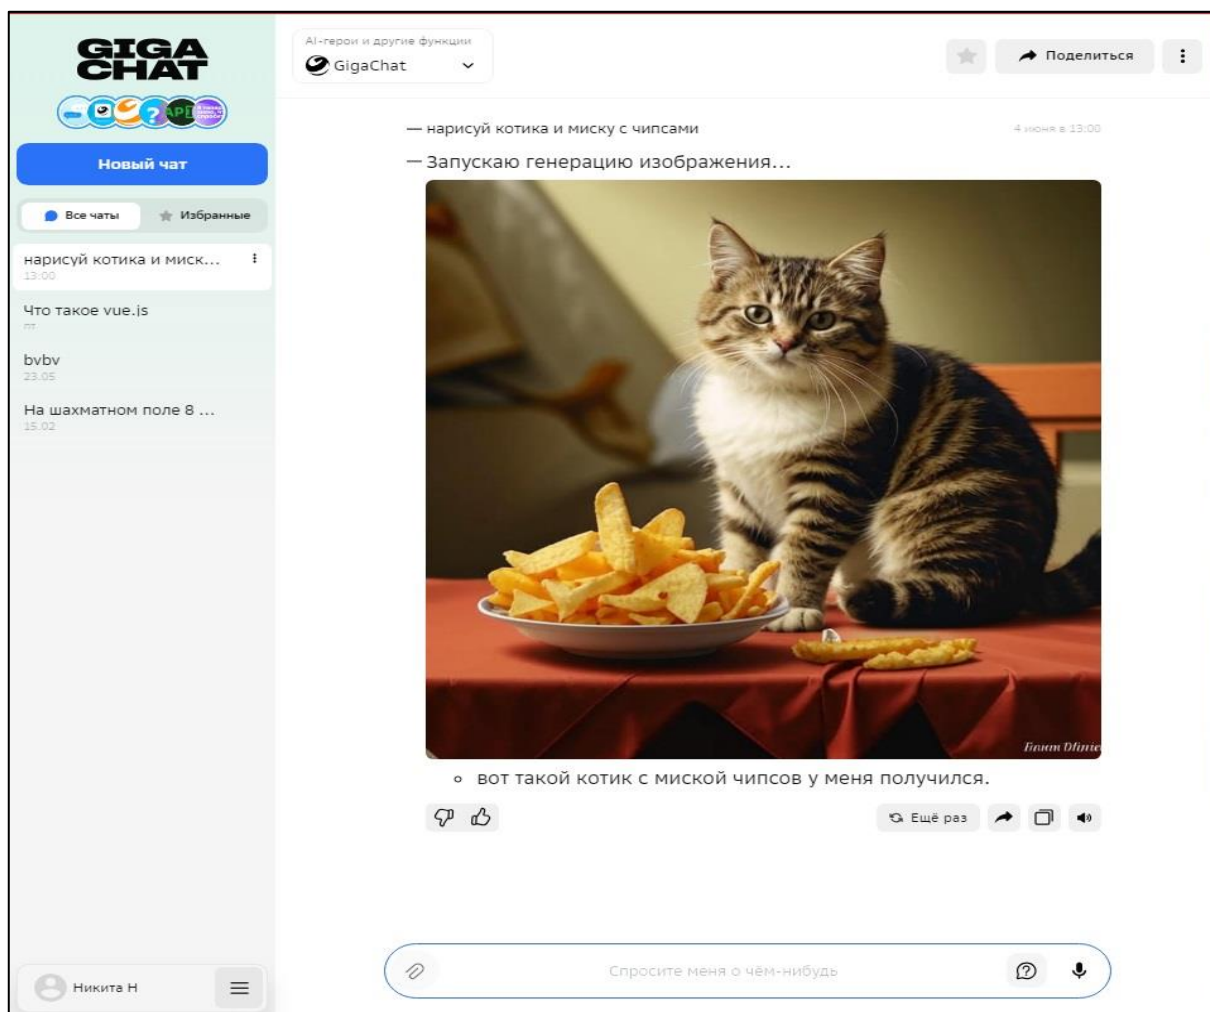 GIGA
CHAT
API
Новый чат
Все чаты
Избранные
нарисуй котика и миск...
13:00
Что такое vue.js
пт
bvbv
23.05
На шахматном поле 8 ...
15.02
Никита Н
AI-герои и другие функции
GigaChat
Поделиться
— нарисуй котика и миску с чипсами
4 июня в 13:00
— Запускаю генерацию изображения...
вот такой котик с миской чипсов у меня получился.
Ещё раз
Спросите меня о чём-нибудь